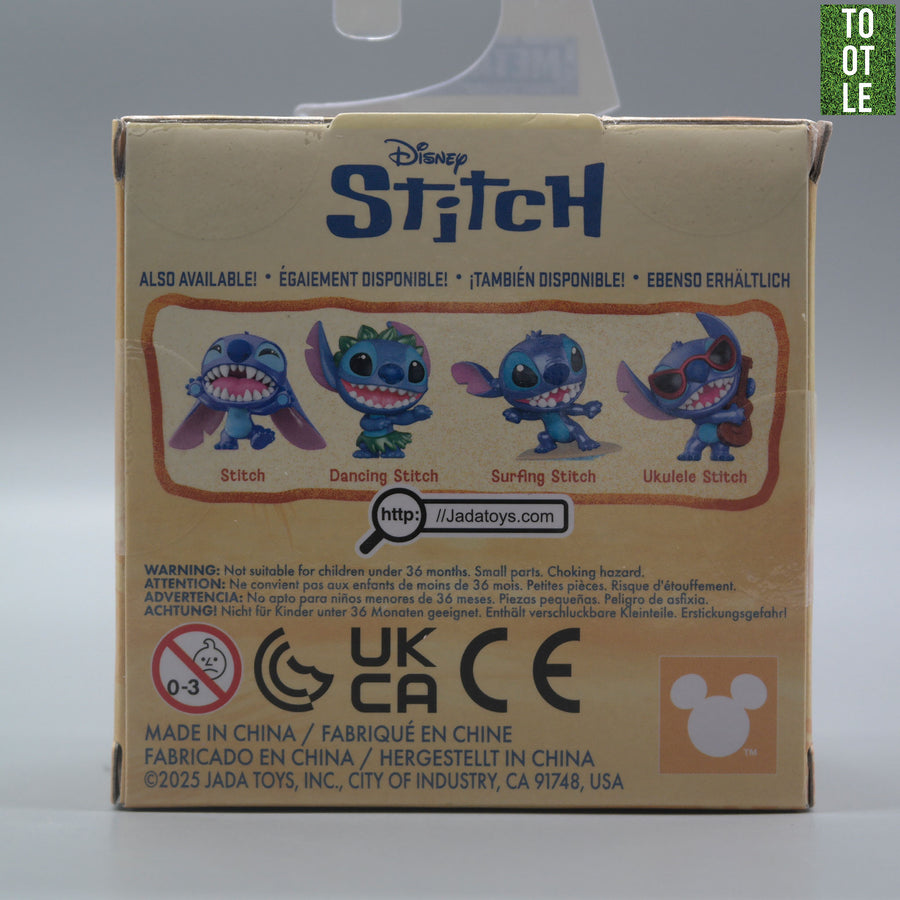 TO
OT
LE
Disney
Stitch
ALSO AVAILABLE! • ÉGAIEMENT DISPONIBLE! • ¡TAMBIÉN DISPONIBLE! • EBENSO ERHÄLTLICH
Stitch Dancing Stitch Surfing Stitch Ukulele Stitch
http: //Jadatoys.com
WARNING: Not suitable for children under 36 months. Small parts. Choking hazard.
ATTENTION: Ne convient pas aux enfants de moins de 36 mois. Petites pièces. Risque d'étouffement.
ADVERTENCIA: No apto para niños menores de 36 meses. Piezas pequeñas. Peligro de asfixia.
ACHTUNG! Nicht für Kinder unter 36 Monaten geeignet. Enthält verschluckbare Kleinteile. Erstickungsgefahr!
0-3
UK
CA
CE
TM
MADE IN CHINA / FABRIQUÉ EN CHINE
FABRICADO EN CHINA / HERGESTELLT IN CHINA
©2025 JADA TOYS, INC., CITY OF INDUSTRY, CA 91748, USA